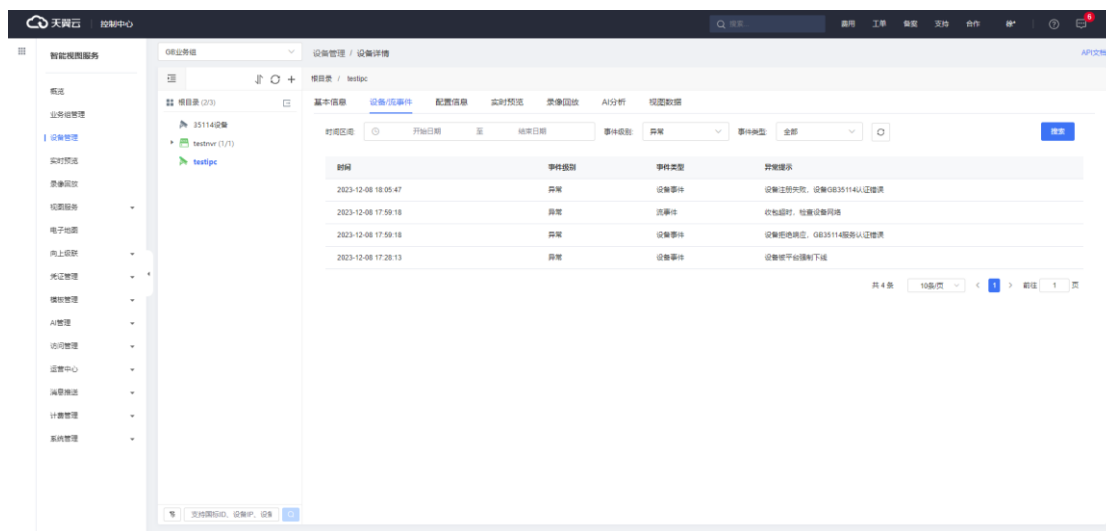 天翼云 控制中心 搜索... 费用 工单 备案 支持 合作 6
智能视图服务
概览
业务组管理
设备管理
实时预览
录像回放
视图服务
电子地图
向上级联
凭证管理
模板管理
AI管理
访问管理
运营中心
消息推送
计费管理
系统管理
GB业务组
根目录 (2/3)
35114设备
testnvr (1/1)
testipc
支持国标ID、设备IP、设备
设备管理 / 设备详情 API文档
根目录 / testipc
基本信息 设备/流事件 配置信息 实时预览 录像回放 AI分析 视图数据
时间区间: 开始日期 至 结束日期 事件级别: 异常 事件类型: 全部 搜索
时间 事件级别 事件类型 异常提示
2023-12-08 18:05:47 异常 设备事件 设备注册失败，设备GB35114认证错误
2023-12-08 17:59:18 异常 流事件 收包超时，检查设备网络
2023-12-08 17:59:18 异常 设备事件 设备拒绝响应，GB35114服务认证错误
2023-12-08 17:28:13 异常 设备事件 设备被平台强制下线
共 4 条 10条/页 1 前往 1 页